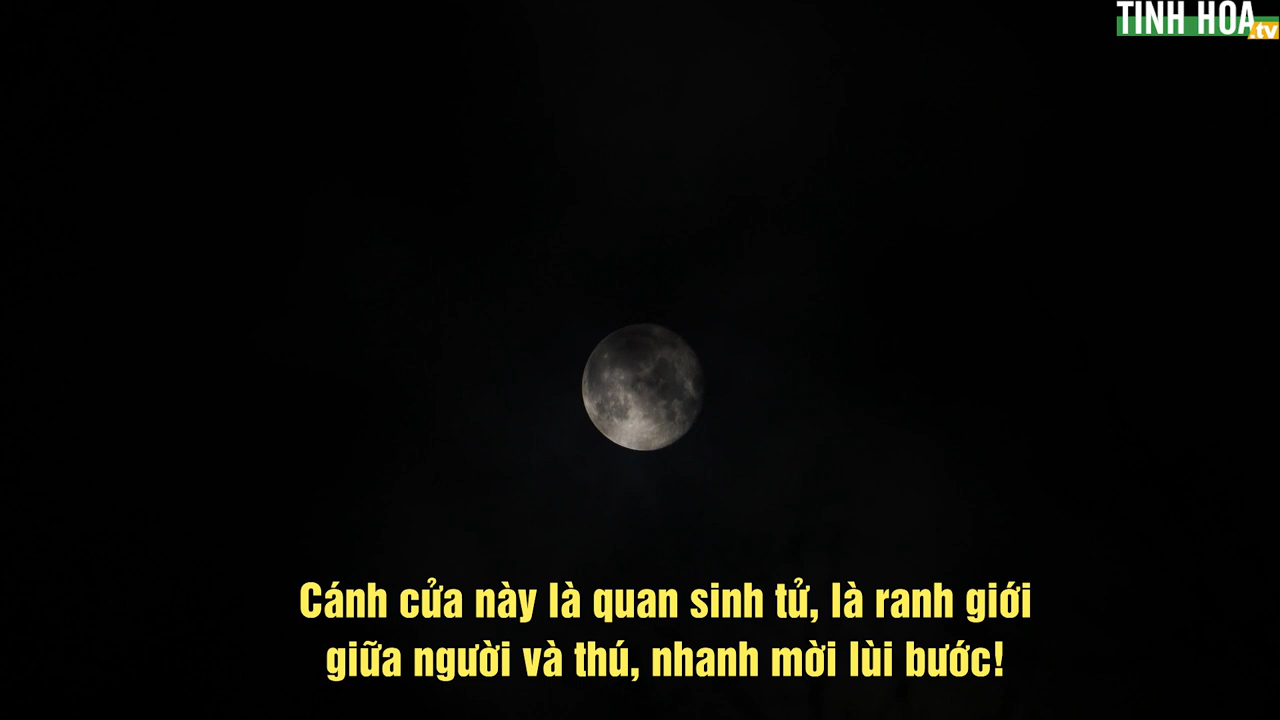 TINH HOA
.tv
Cánh cửa này là quan sinh tử, là ranh giới
giữa người và thú, nhanh mời lùi bước!